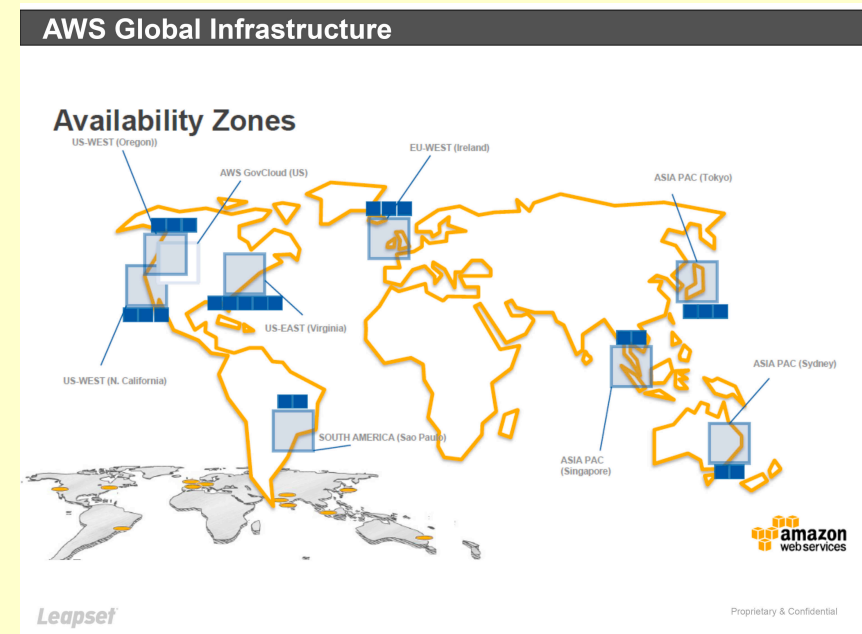 AWS Global Infrastructure
Availability Zones
US-WEST (Oregon))
EU-WEST (Ireland)
AWS GovCloud (US)
ASIA PAC (Tokyo)
US-EAST (Virginia)
ASIA PAC (Sydney)
US-WEST (N. California)
SOUTH AMERICA (Sao Paulo)
ASIA PAC
(Singapore)
amazon
webservices
Leapset
Proprietary & Confidential